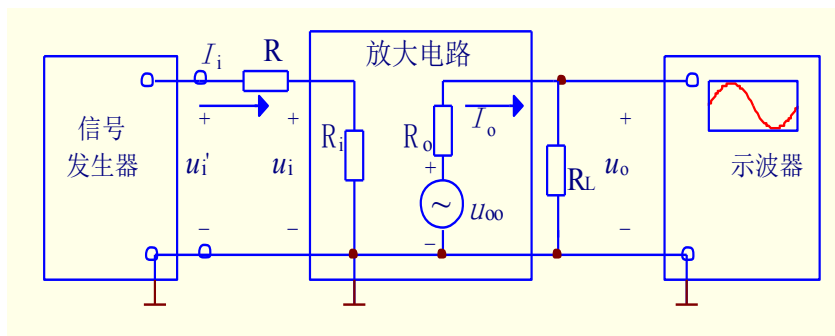 信号
发生器
Ii
R
+
ui'
−
+
ui
−
放大电路
Ri
Ro
Io
+
~
uoo
−
RL
+
uo
−
示波器